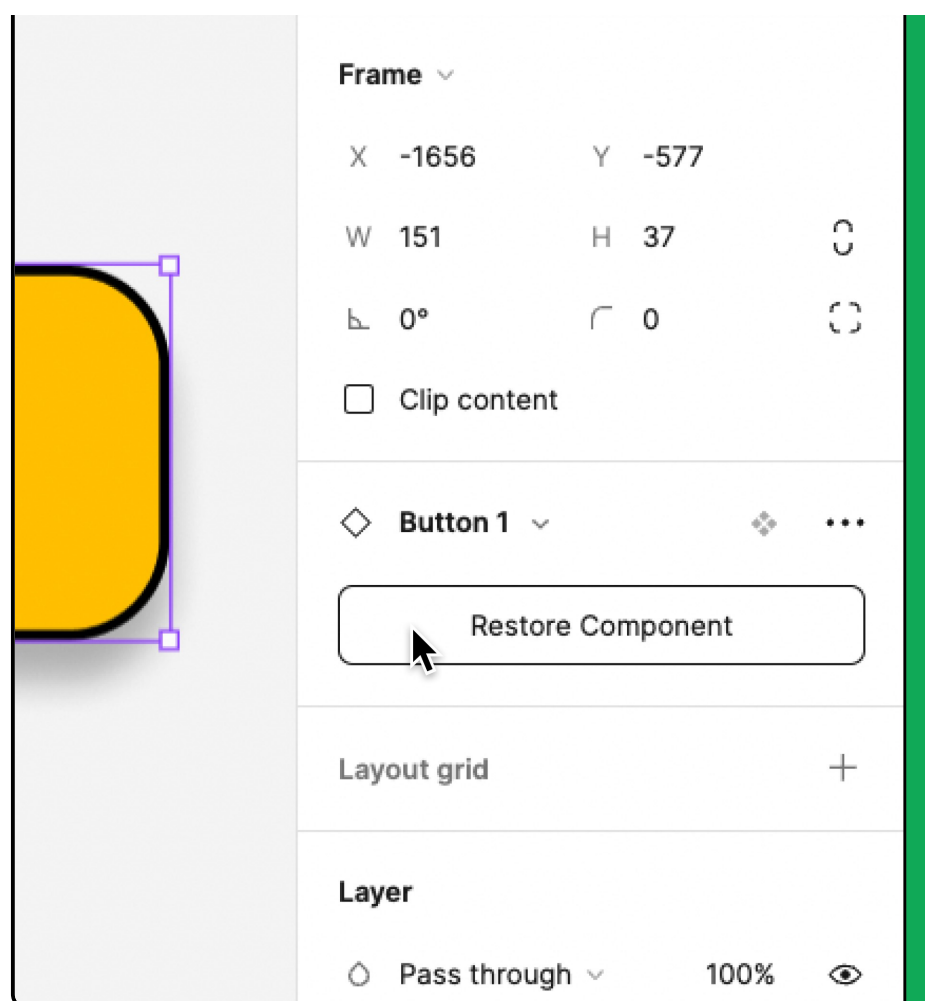 Frame
X -1656 Y -577
W 151 H 37
0° 0
Clip content
Button 1
Restore Component
Layout grid
Layer
Pass through 100%